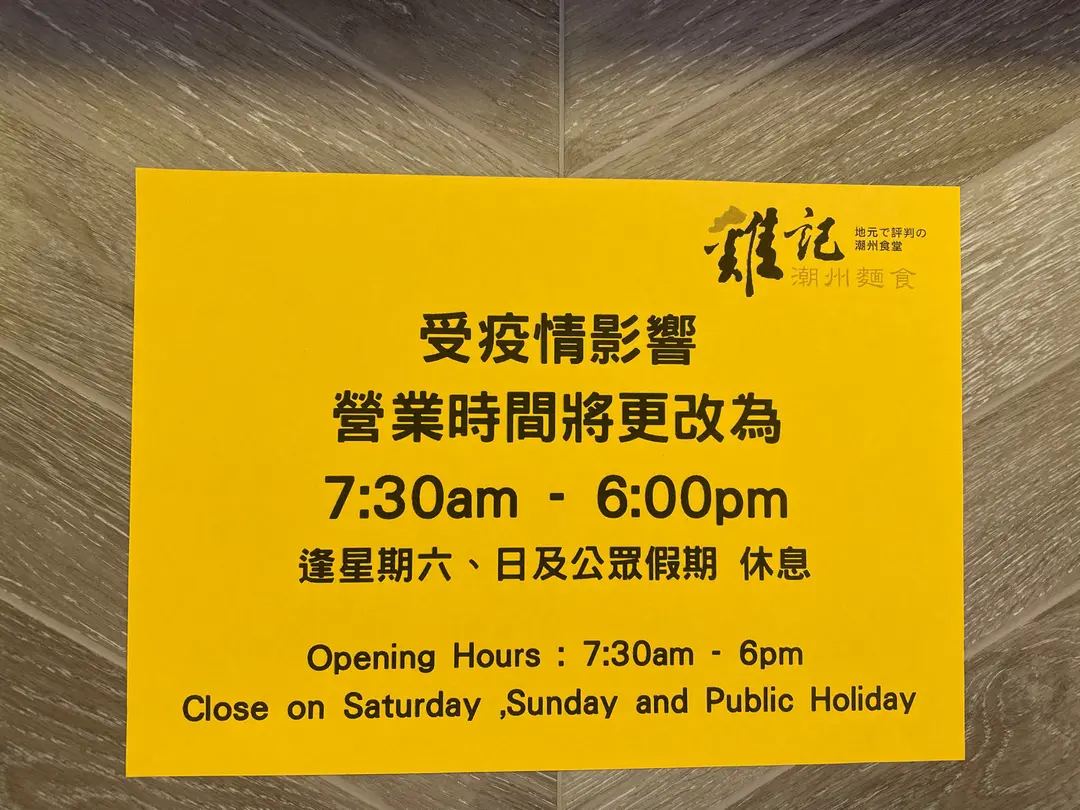 雞記
地元で評判の
潮州食堂
潮州麵食
受疫情影響
營業時間將更改為
7:30am - 6:00pm
逢星期六、日及公眾假期 休息
Opening Hours : 7:30am - 6pm
Close on Saturday ,Sunday and Public Holiday